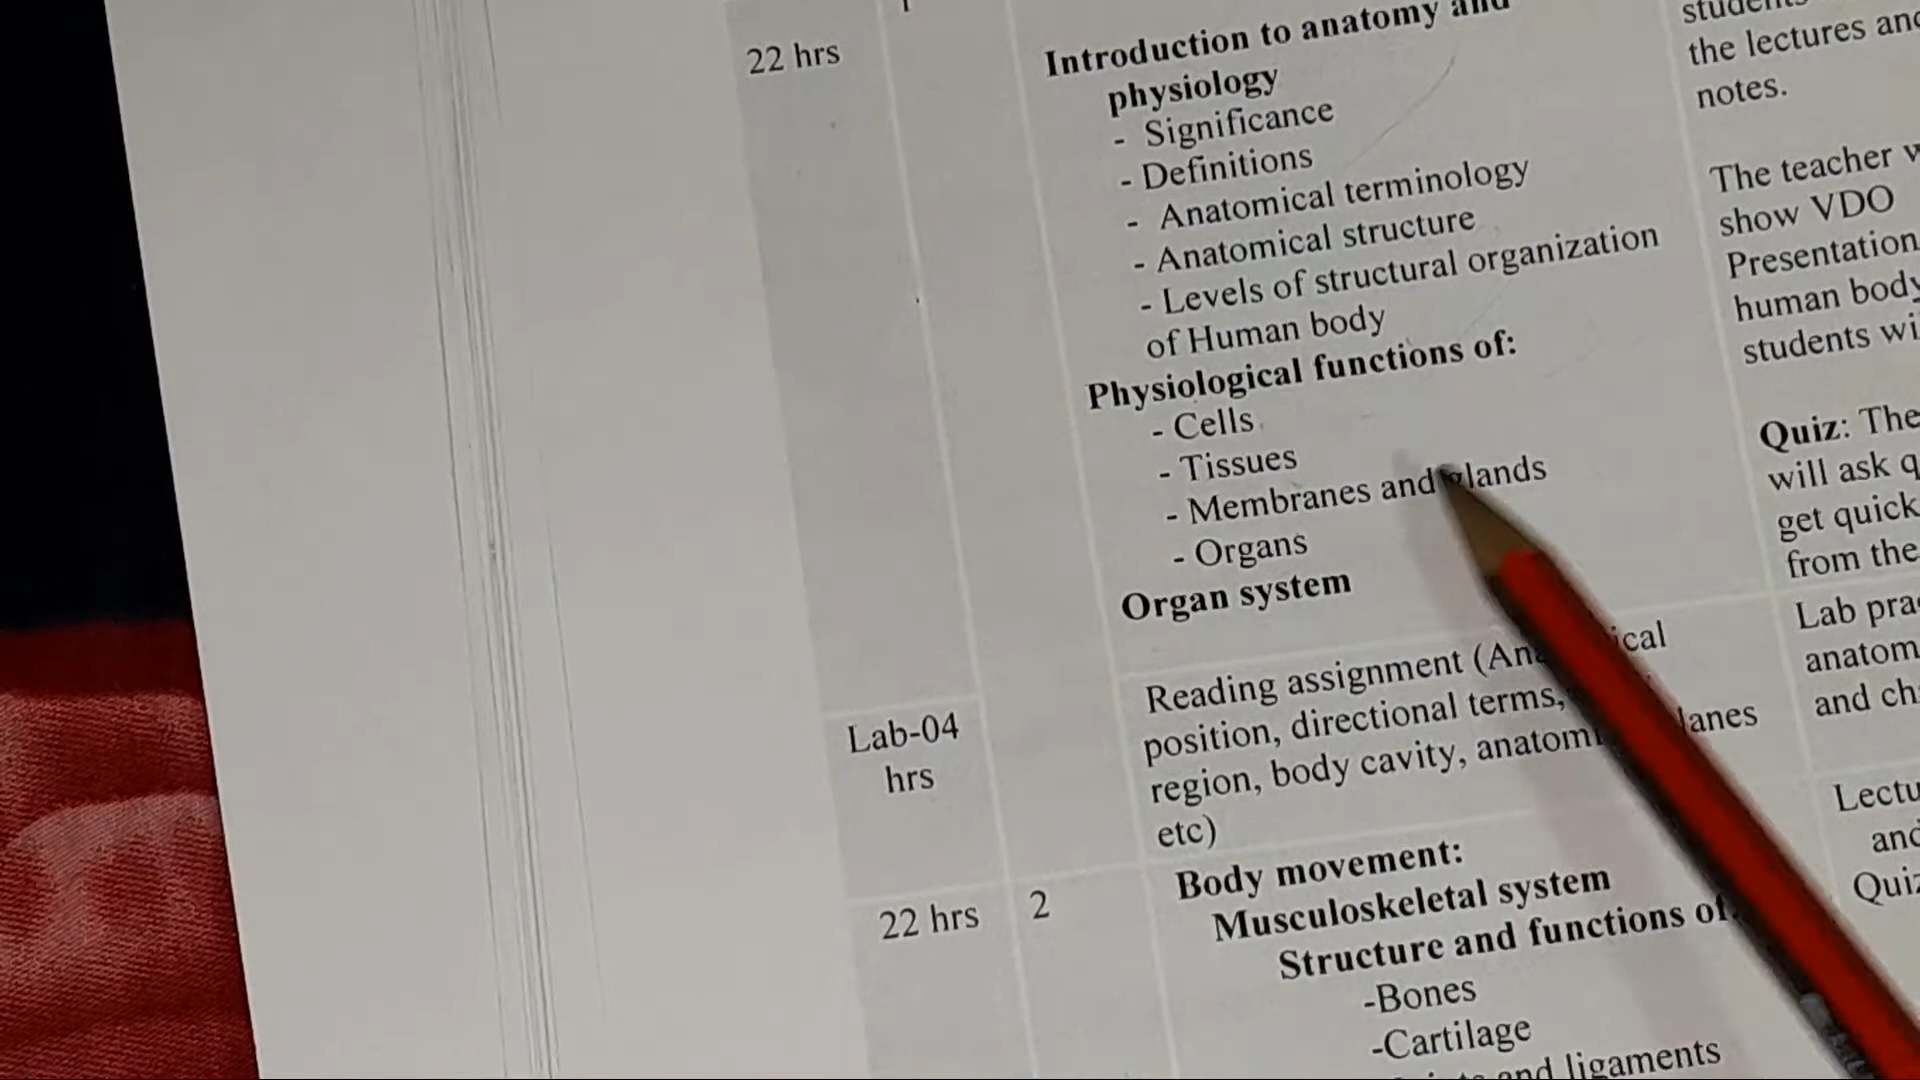 22 hrs
Introduction to anatomy and
physiology
- Significance
- Definitions
- Anatomical terminology
- Anatomical structure
- Levels of structural organization
of Human body
Physiological functions of:
- Cells
- Tissues
- Membranes and glands
- Organs
Organ system
Lab-04
hrs
Reading assignment
position, directional terms,
region, body cavity,
etc)
22 hrs
2
Body movement:
Musculoskeletal system
Structure and functions of
-Bones
-Cartilage
and ligaments
the lectures
notes.
The teacher
show VDO
Presentation
human body
students
Quiz: The
will ask
get quick
from the
Lab
and